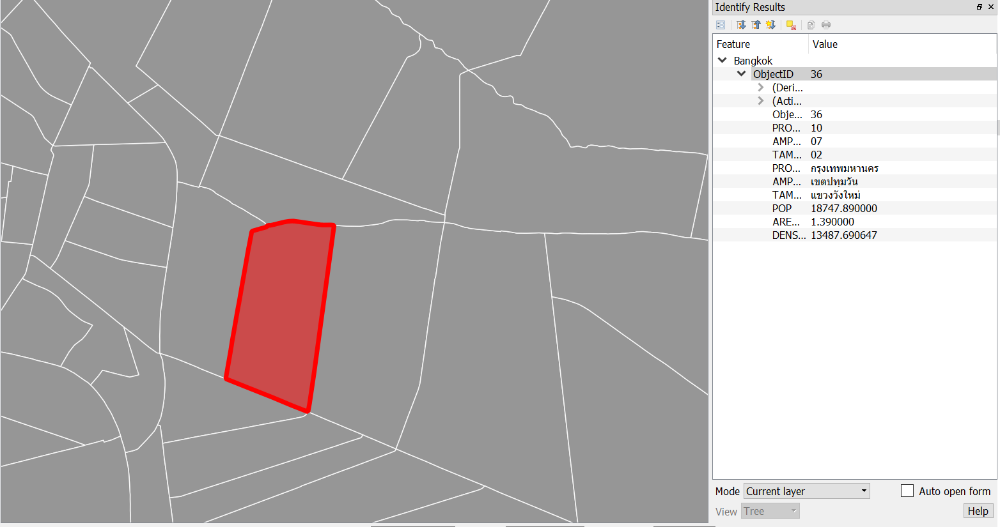 Identify Results
Feature Value
Bangkok
ObjectID 36
(Deri...
(Acti...
Obje... 36
PRO... 10
AMP... 07
TAM... 02
PRO... กรุงเทพมหานคร
AMP... เขตปทุมวัน
TAM... แขวงวังใหม่
POP 18747.890000
ARE... 1.390000
DENS... 13487.690647
Mode Current layer Auto open form
View Tree Help